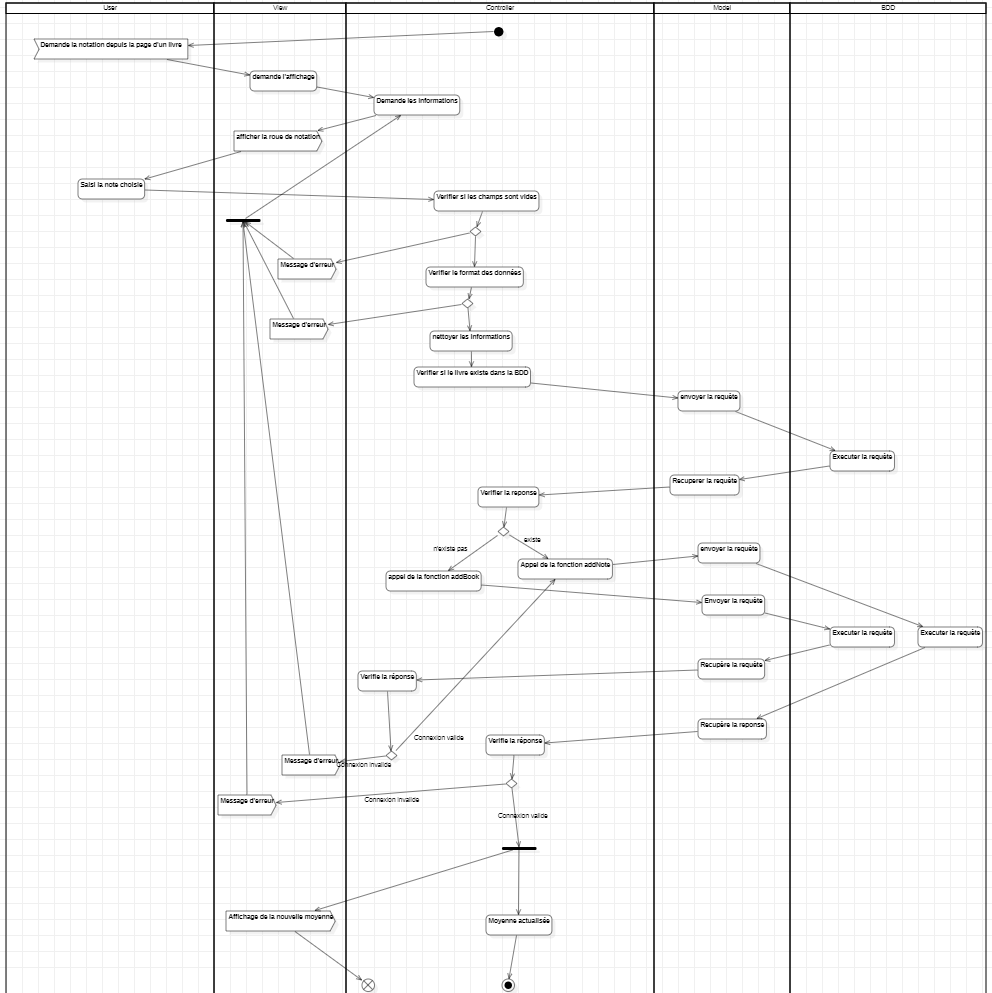 User
View
Controller
Model
BDD
Demande la notation depuis la page d'un livre
demande l'affichage
Demande les informations
afficher la roue de notation
Saisi la note choisie
Verifier si les champs sont vides
Message d'erreur
Verifier le format des données
Message d'erreur
nettoyer les informations
Verifier si le livre existe dans la BDD
envoyer la requête
Executer la requête
Recuperer la requête
Verifier la reponse
n'existe pas
existe
envoyer la requête
Appel de la fonction addNote
appel de la fonction addBook
Envoyer la requête
Executer la requête
Executer la requête
Recupère la requête
Verifie la réponse
Recupère la reponse
Connexion valide
Verifie la réponse
Message d'erreur
Connexion invalide
Message d'erreur
Connexion invalide
Connexion valide
Affichage de la nouvelle moyenne
Moyenne actualisée